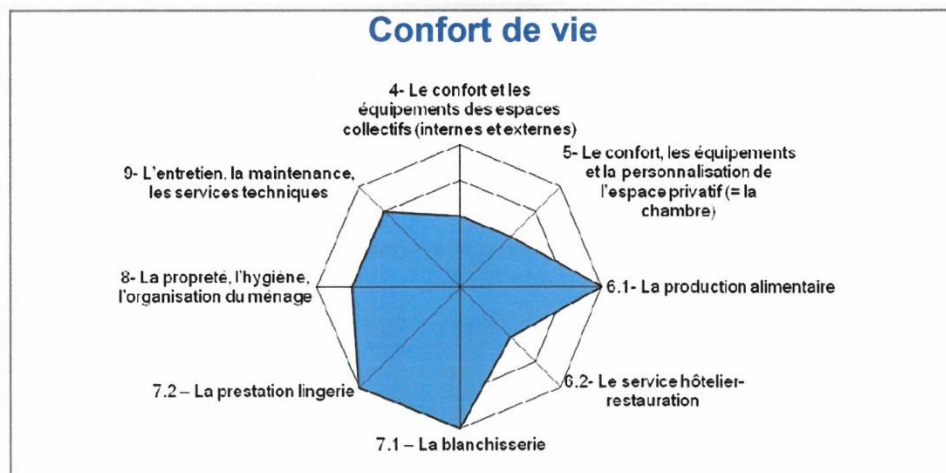 Confort de vie
4- Le confort et les
équipements des espaces
collectifs (internes et externes)
5- Le confort, les équipements
et la personnalisation de
l'espace privatif (= la
chambre)
6.1- La production alimentaire
6.2- Le service hôtelier-
restauration
7.1 – La blanchisserie
7.2 – La prestation lingerie
8- La propreté, l'hygiène,
l'organisation du ménage
9- L'entretien, la maintenance,
les services techniques